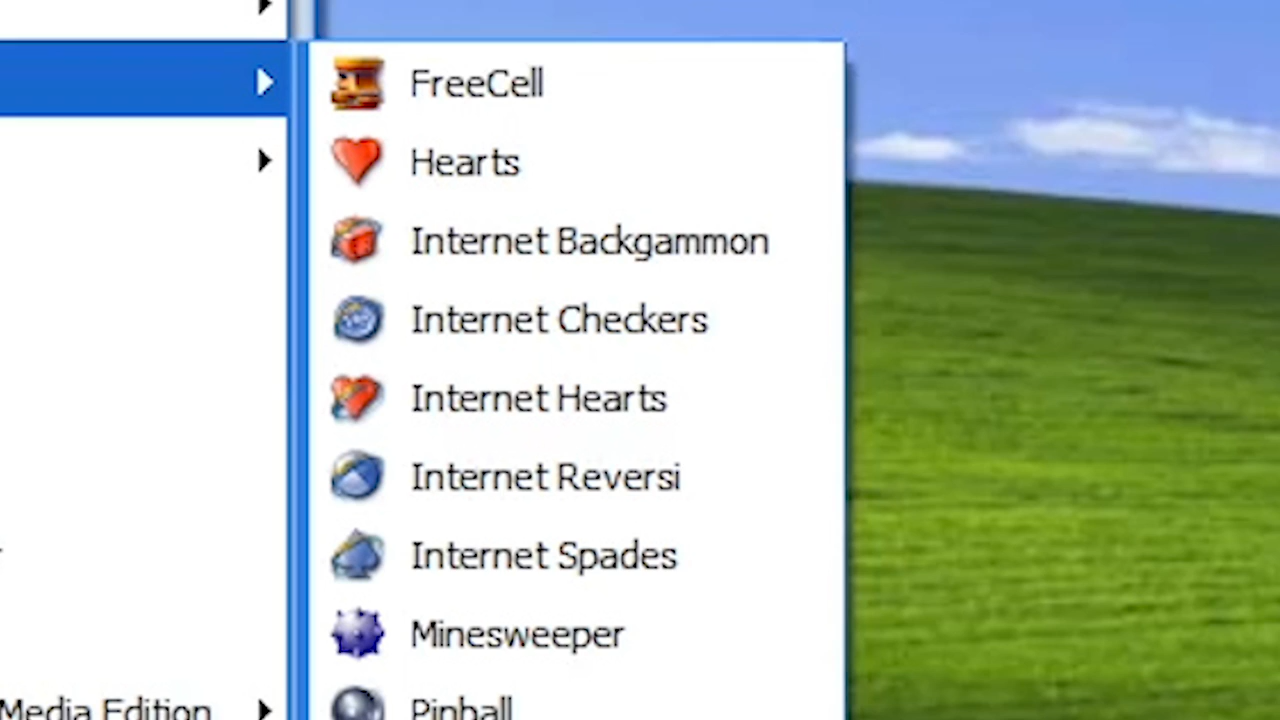 FreeCell
Hearts
Internet Backgammon
Internet Checkers
Internet Hearts
Internet Reversi
Internet Spades
Minesweeper
Media Edition
Pinball